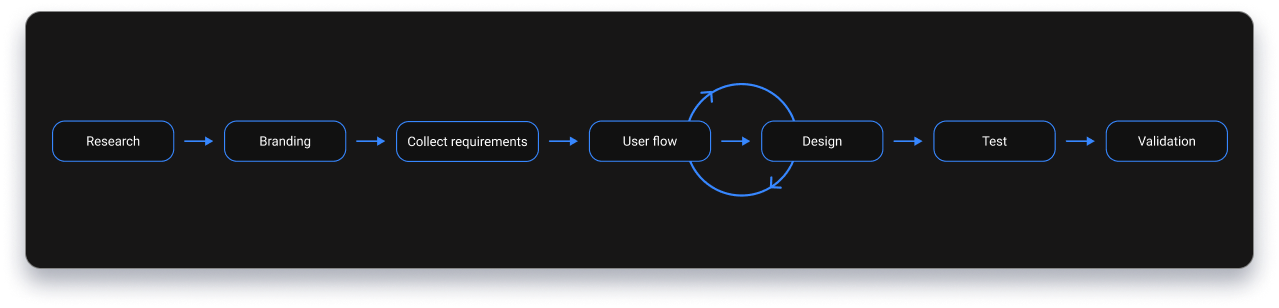 Research
Branding
Collect requirements
User flow
Design
Test
Validation